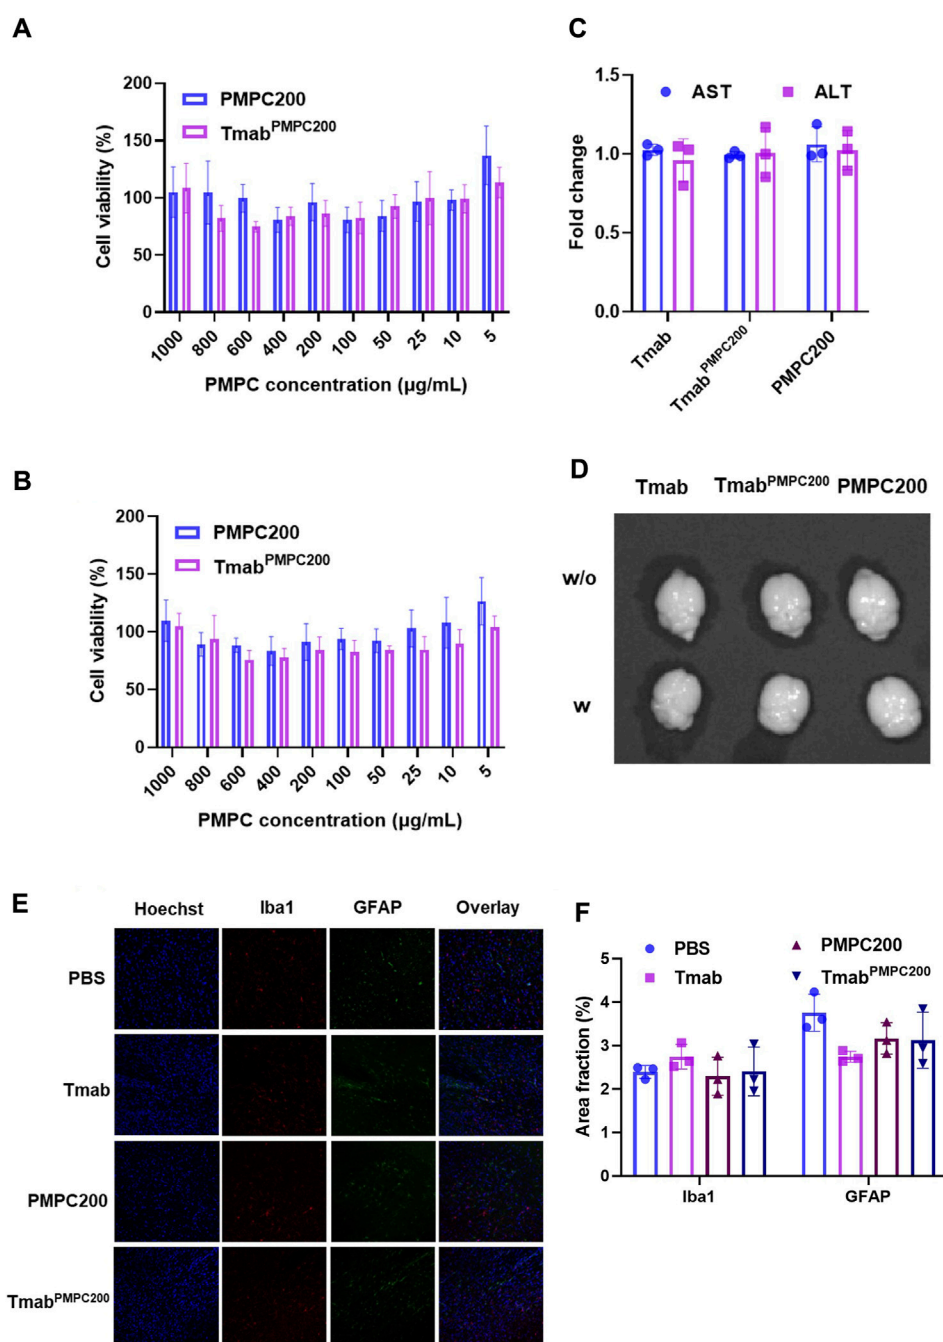 A
200
150
100
50
0
Cell viability (%)
PMPC200
Tmab^PMPC200
1000 800 600 400 200 100 50 25 10 5
PMPC concentration (µg/mL)
C
1.5
1.0
0.5
0.0
Fold change
AST ALT
Tmab Tmab^PMPC200 PMPC200
B
200
150
100
50
0
Cell viability (%)
PMPC200
Tmab^PMPC200
1000 800 600 400 200 100 50 25 10 5
PMPC concentration (µg/mL)
D
Tmab Tmab^PMPC200 PMPC200
w/o
w
E
Hoechst Iba1 GFAP Overlay
PBS
Tmab
PMPC200
Tmab^PMPC200
F
PBS PMPC200
Tmab Tmab^PMPC200
5
4
3
2
1
0
Area fraction (%)
Iba1 GFAP